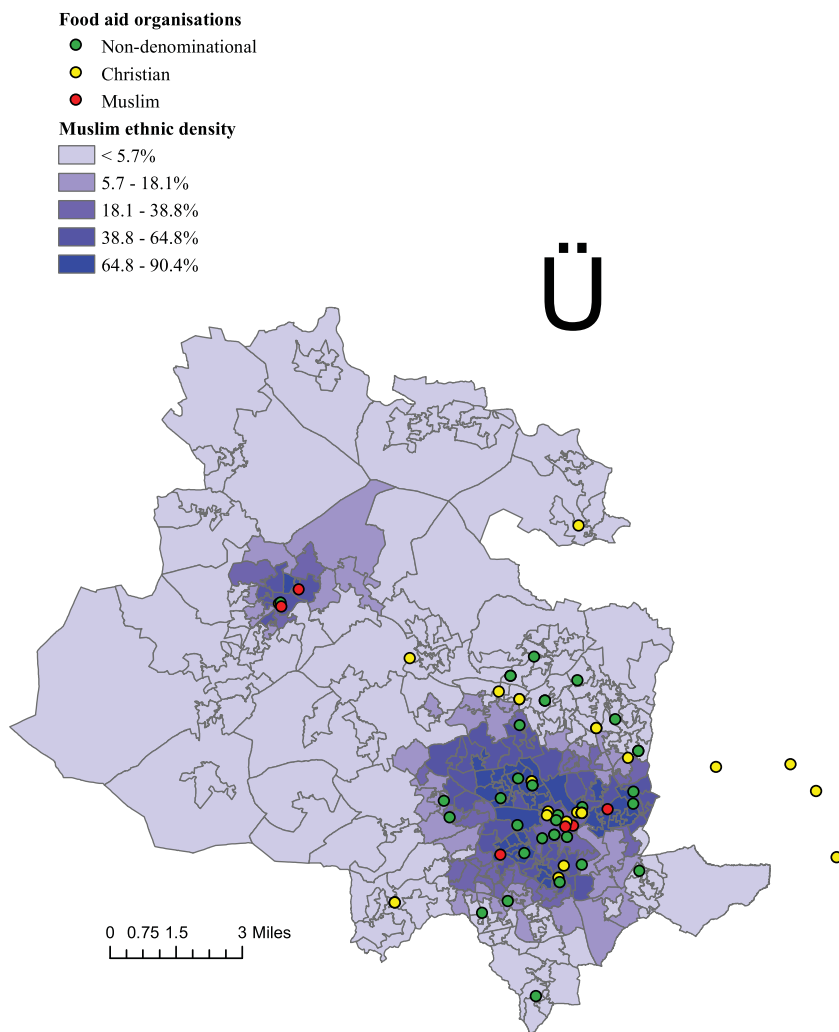 Food aid organisations
Non-denominational
Christian
Muslim
Muslim ethnic density
< 5.7%
5.7 - 18.1%
18.1 - 38.8%
38.8 - 64.8%
64.8 - 90.4%
Ü
0 0.75 1.5 3 Miles